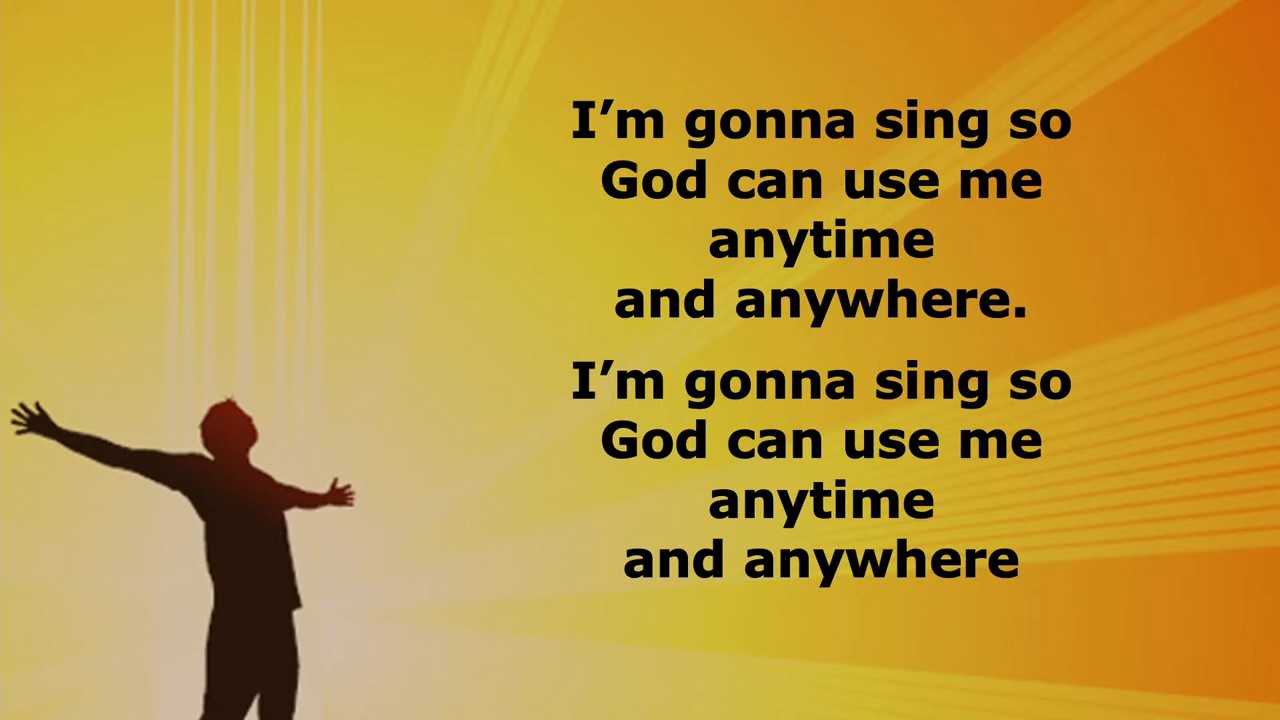 I’m gonna sing so
God can use me
anytime
and anywhere.
I’m gonna sing so
God can use me
anytime
and anywhere